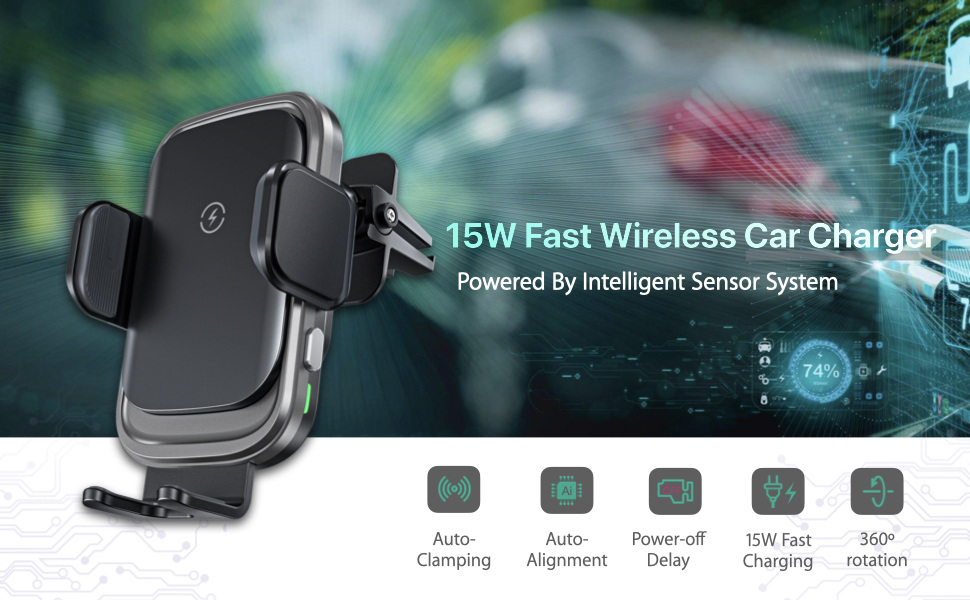 15W Fast Wireless Car Charger
Powered By Intelligent Sensor System
74%
Ai
Auto-
Clamping
Auto-
Alignment
Power-off
Delay
15W Fast
Charging
360º
rotation